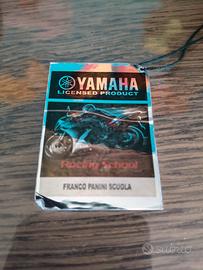 YAMAHA
LICENSED PRODUCT
Racing School
FRANCO PANINI SCUOLA
subito